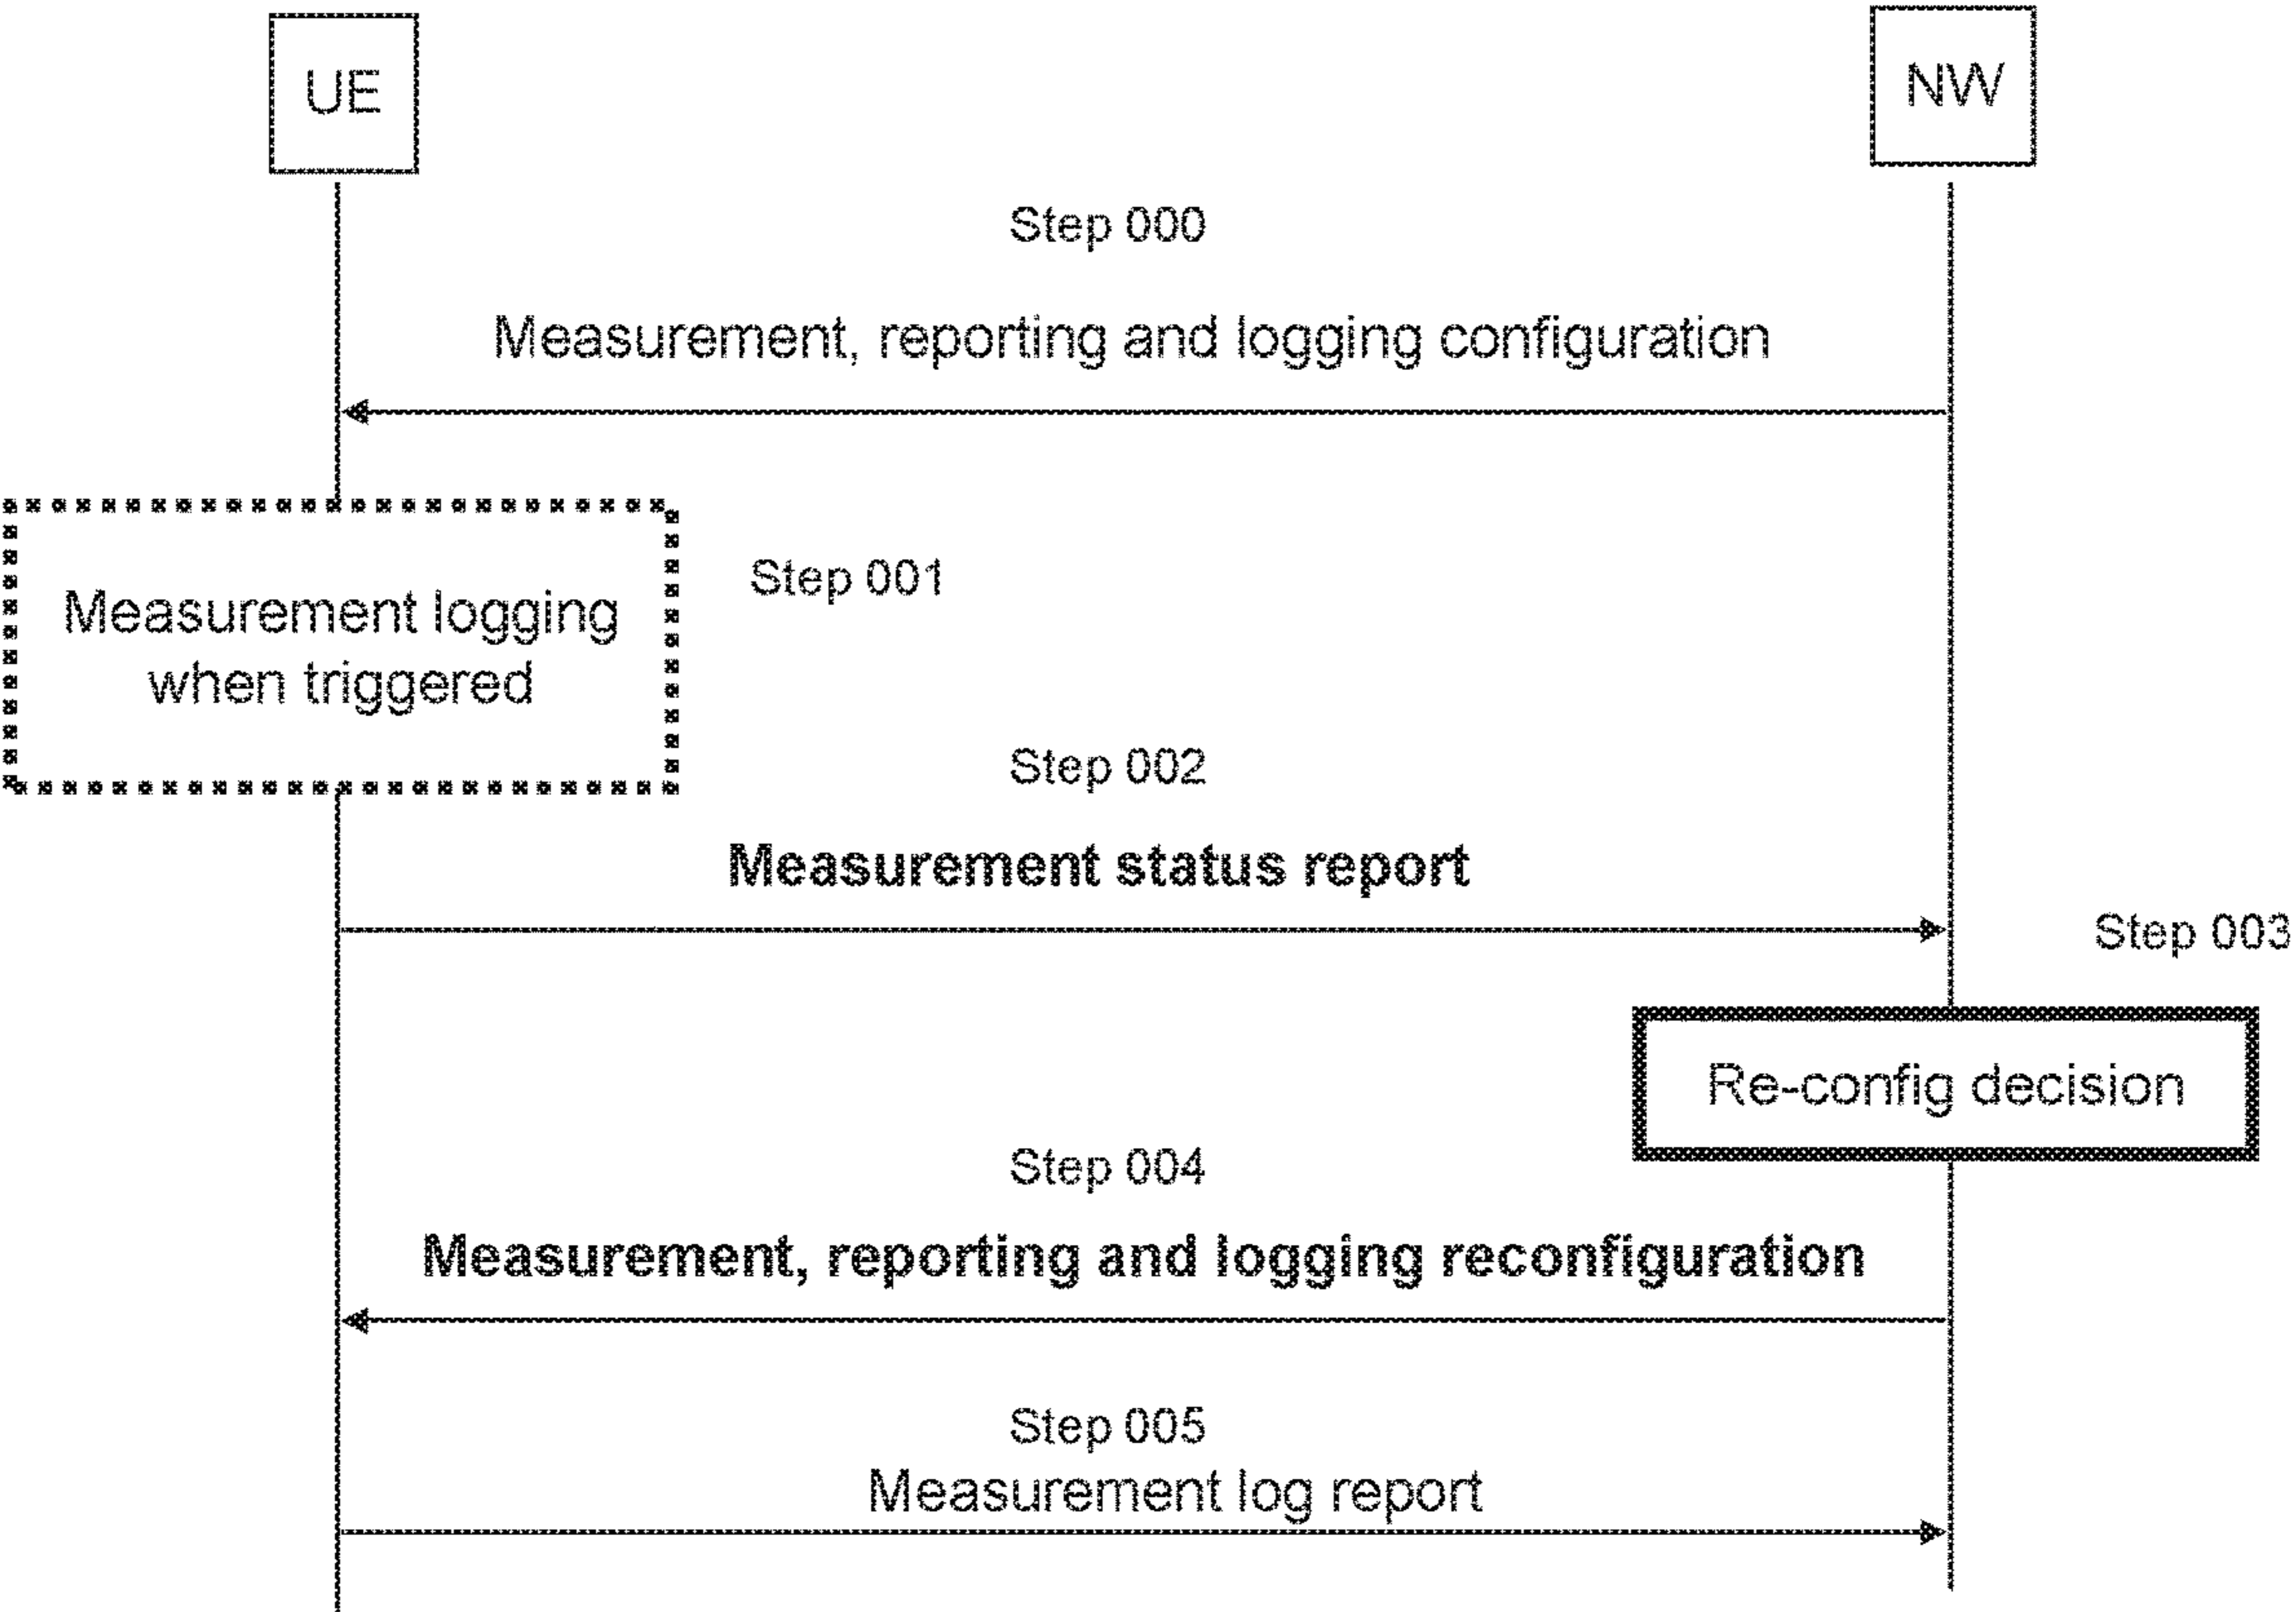 UE
NW
Step 000
Measurement, reporting and logging configuration
Step 001
Measurement logging
when triggered
Step 002
Measurement status report
Step 003
Re-config decision
Step 004
Measurement, reporting and logging reconfiguration
Step 005
Measurement log report